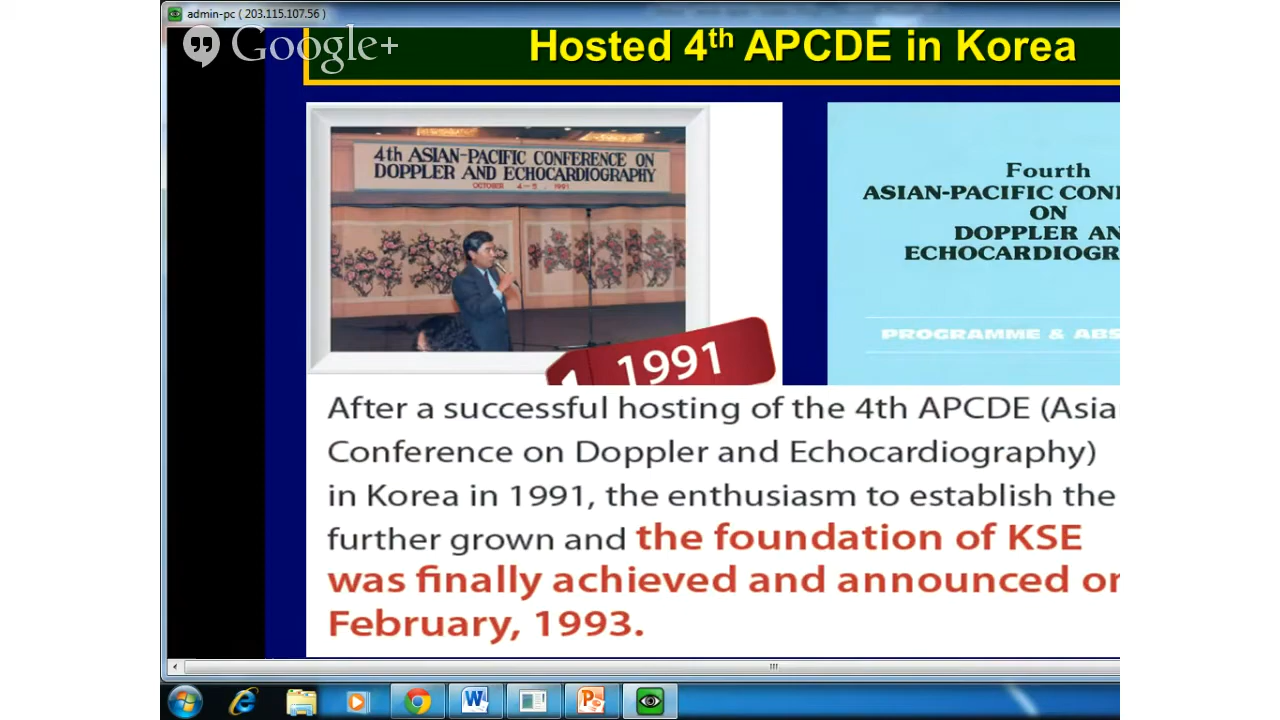 admin-pc ( 203.115.107.56 )
Google+
Hosted 4th APCDE in Korea
4th ASIAN-PACIFIC CONFERENCE ON
DOPPLER AND ECHOCARDIOGRAPHY
OCTOBER 4-5, 1991
1991
Fourth
ASIAN-PACIFIC CON
ON
DOPPLER AN
ECHOCARDIOGR
PROGRAMME & ABS
After a successful hosting of the 4th APCDE (Asia
Conference on Doppler and Echocardiography)
in Korea in 1991, the enthusiasm to establish the
further grown and the foundation of KSE
was finally achieved and announced on
February, 1993.